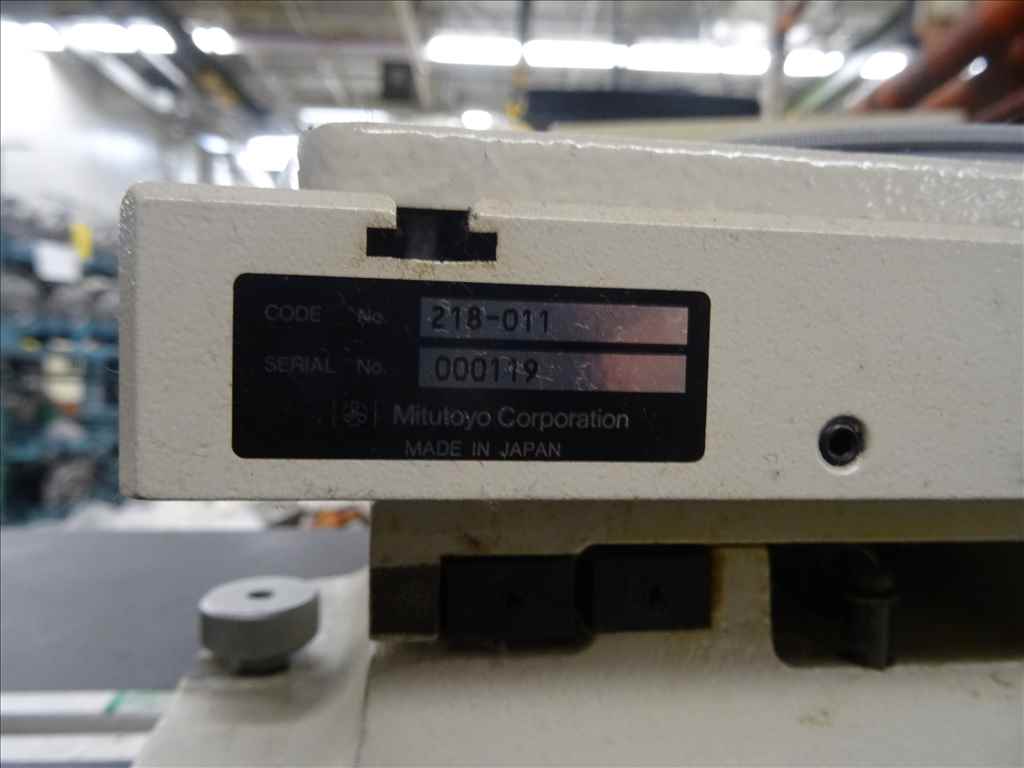 CODE No. 218-011
SERIAL No. 000119
Mitutoyo Corporation
MADE IN JAPAN